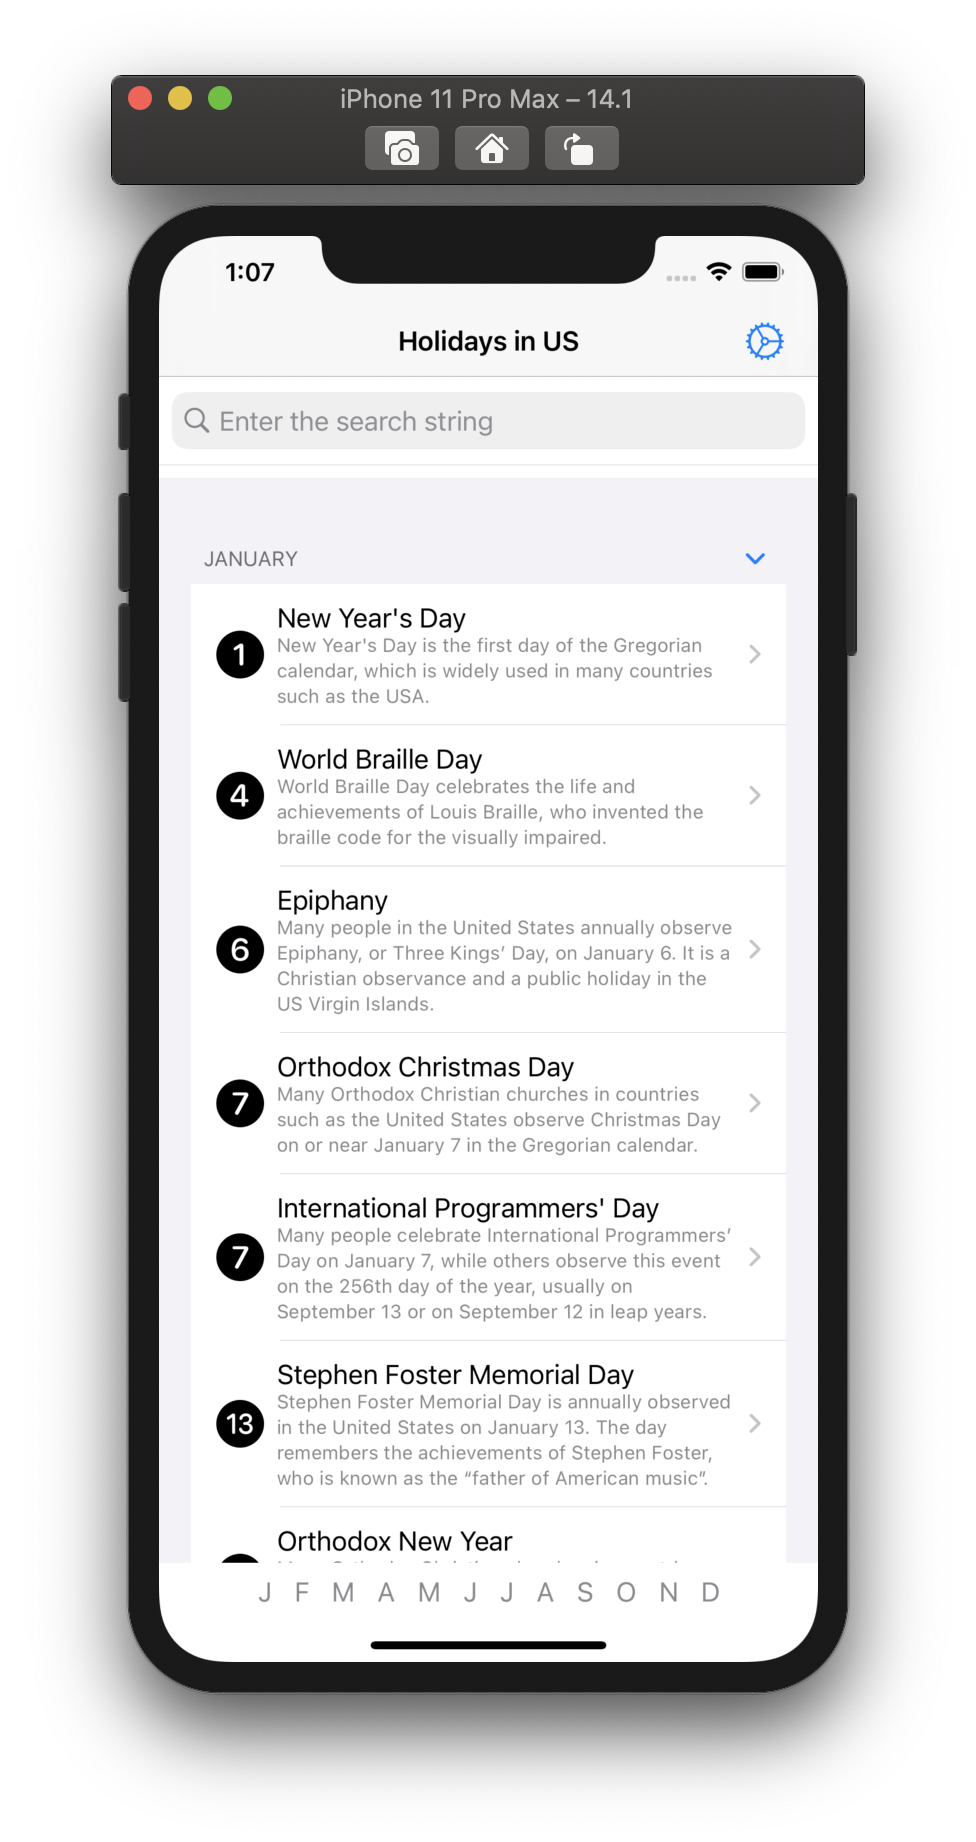 iPhone 11 Pro Max – 14.1
1:07
Holidays in US
Enter the search string
JANUARY
New Year's Day
1
New Year's Day is the first day of the Gregorian
calendar, which is widely used in many countries
such as the USA.
World Braille Day
4
World Braille Day celebrates the life and
achievements of Louis Braille, who invented the
braille code for the visually impaired.
Epiphany
6
Many people in the United States annually observe
Epiphany, or Three Kings’ Day, on January 6. It is a
Christian observance and a public holiday in the
US Virgin Islands.
Orthodox Christmas Day
7
Many Orthodox Christian churches in countries
such as the United States observe Christmas Day
on or near January 7 in the Gregorian calendar.
International Programmers' Day
7
Many people celebrate International Programmers’
Day on January 7, while others observe this event
on the 256th day of the year, usually on
September 13 or on September 12 in leap years.
Stephen Foster Memorial Day
13
Stephen Foster Memorial Day is annually observed
in the United States on January 13. The day
remembers the achievements of Stephen Foster,
who is known as the “father of American music”.
Orthodox New Year
J F M A M J J A S O N D